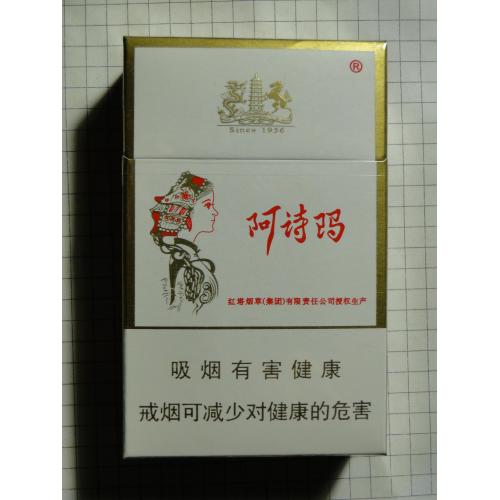 ®
Since 1956
阿诗玛
红塔烟草(集团)有限责任公司授权生产
吸烟有害健康
戒烟可减少对健康的危害